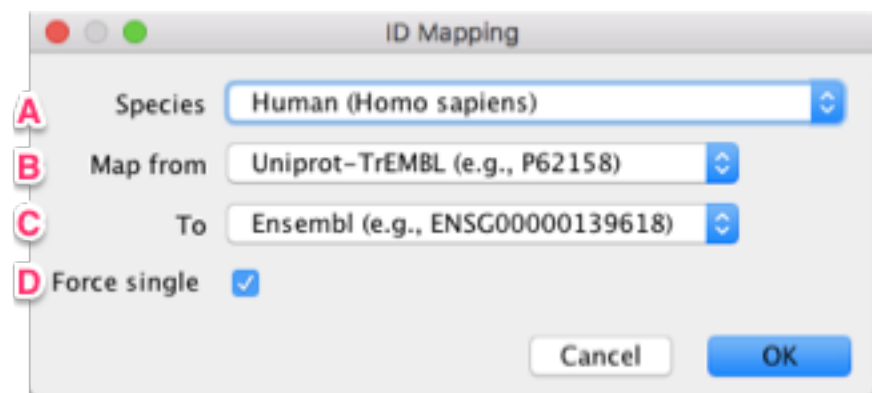 ID Mapping
A Species Human (Homo sapiens)
B Map from Uniprot-TrEMBL (e.g., P62158)
C To Ensembl (e.g., ENSG00000139618)
D Force single
Cancel OK